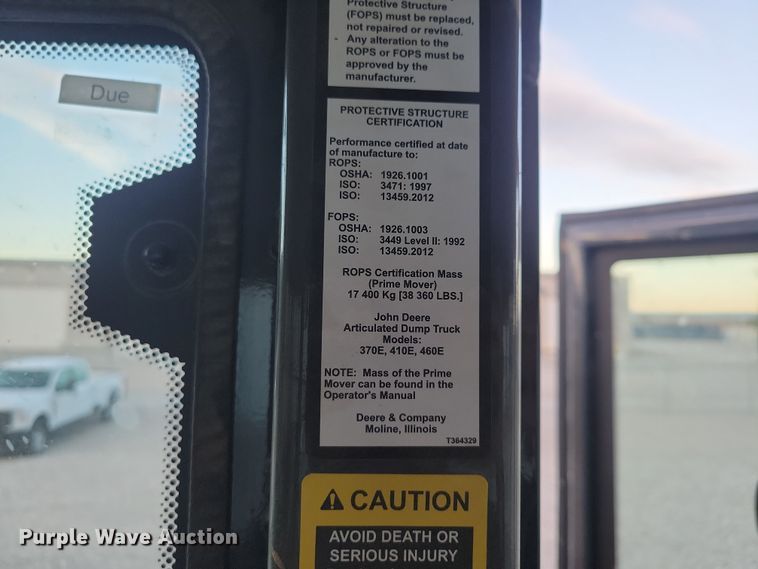 Protective Structure
(FOPS) must be replaced,
not repaired or revised.
- Any alteration to the
ROPS or FOPS must be
approved by the
manufacturer.
Due
PROTECTIVE STRUCTURE
CERTIFICATION
Performance certified at date
of manufacture to:
ROPS:
OSHA: 1926.1001
ISO: 3471: 1997
ISO: 13459.2012
FOPS:
OSHA: 1926.1003
ISO: 3449 Level II: 1992
ISO: 13459.2012
ROPS Certification Mass
(Prime Mover)
17 400 Kg [38 360 LBS.]
John Deere
Articulated Dump Truck
Models:
370E, 410E, 460E
NOTE: Mass of the Prime
Mover can be found in the
Operator's Manual
Deere & Company
Moline, Illinois
T364329
CAUTION
AVOID DEATH OR
SERIOUS INJURY
Purple Wave Auction